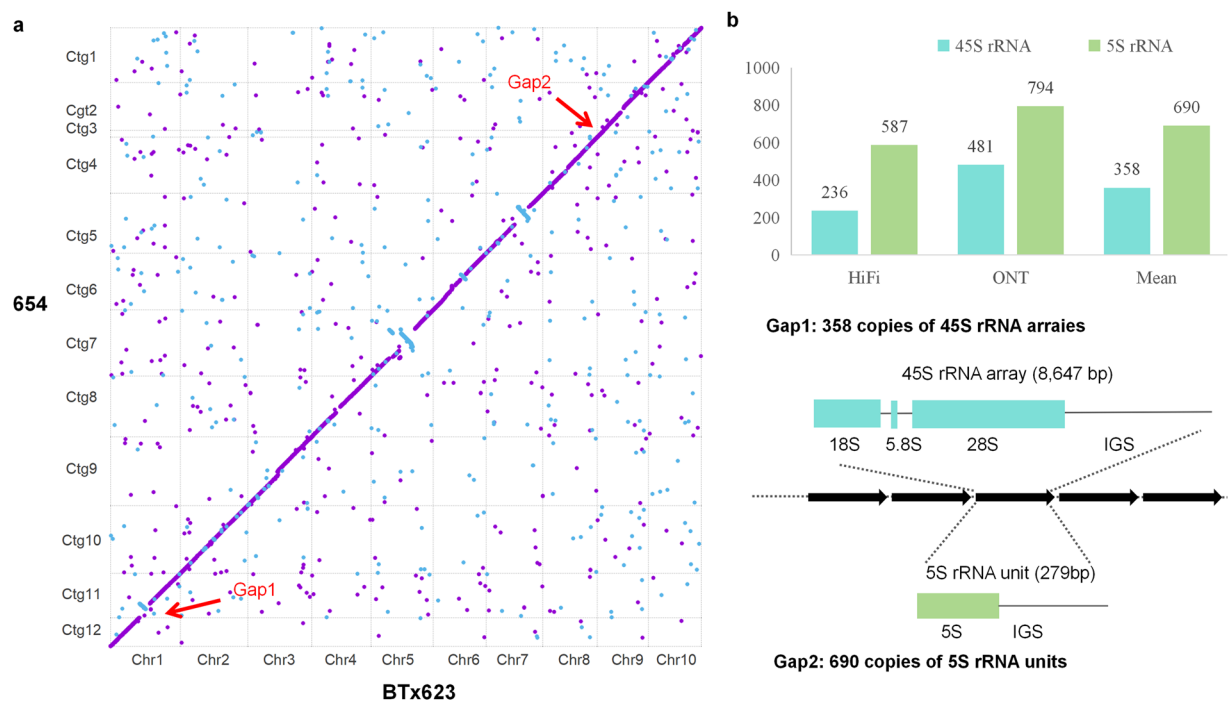 a
Ctg1
Cgt2
Ctg3
Ctg4
Ctg5
Ctg6
Ctg7
Ctg8
Ctg9
Ctg10
Ctg11
Ctg12
654
Gap2
Gap1
Chr1 Chr2 Chr3 Chr4 Chr5 Chr6 Chr7 Chr8 Chr9 Chr10
BTx623
b
45S rRNA 5S rRNA
1000
800
600
400
200
0
236 587 481 794 358 690
HiFi ONT Mean
Gap1: 358 copies of 45S rRNA arraies
45S rRNA array (8,647 bp)
18S 5.8S 28S IGS
5S rRNA unit (279bp)
5S IGS
Gap2: 690 copies of 5S rRNA units